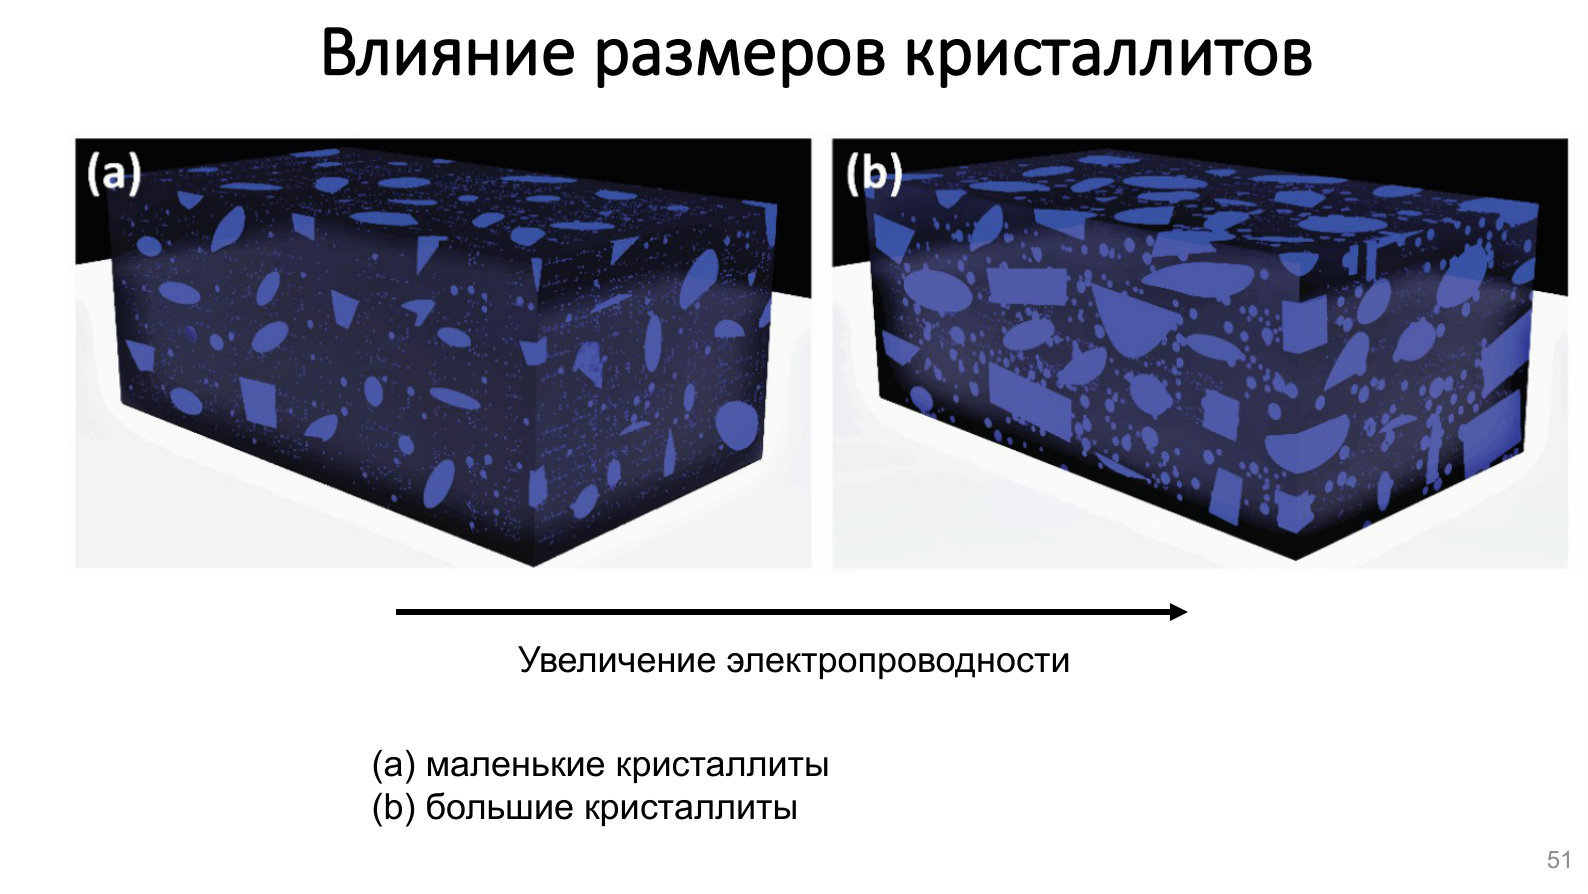 Влияние размеров кристаллитов
(a)
(b)
Увеличение электропроводности
(a) маленькие кристаллиты
(b) большие кристаллиты
51